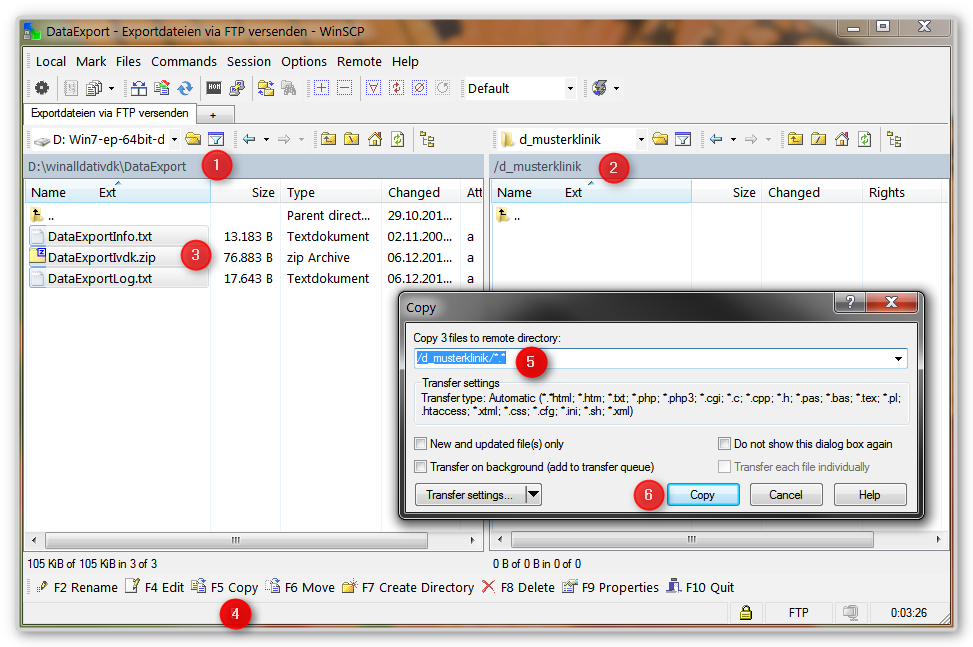 DataExport - Exportdateien via FTP versenden - WinSCP
Local Mark Files Commands Session Options Remote Help
Default
Exportdateien via FTP versenden +
D: Win7-ep-64bit-d d_musterklinik
D:\winalldativdk\DataExport 1 /d_musterklinik 2
Name Ext Size Type Changed Att Name Ext Size Changed Rights
.. Parent direct... 29.10.201... ..
DataExportInfo.txt 13.183 B Textdokument 02.11.200... a
DataExportIvdk.zip 3 76.883 B zip Archive 06.12.201... a
DataExportLog.txt 17.643 B Textdokument 06.12.201... a
Copy
Copy 3 files to remote directory:
/d_musterklinik/*.* 5
Transfer settings
Transfer type: Automatic (*.*html; *.htm; *.txt; *.php; *.php3; *.cgi; *.c; *.cpp; *.h; *.pas; *.bas; *.tex; *.pl;
.htaccess; *.xtml; *.css; *.cfg; *.ini; *.sh; *.xml)
New and updated file(s) only Do not show this dialog box again
Transfer on background (add to transfer queue) Transfer each file individually
Transfer settings... 6 Copy Cancel Help
105 KiB of 105 KiB in 3 of 3 0 B of 0 B in 0 of 0
F2 Rename F4 Edit F5 Copy F6 Move F7 Create Directory F8 Delete F9 Properties F10 Quit
4 FTP 0:03:26